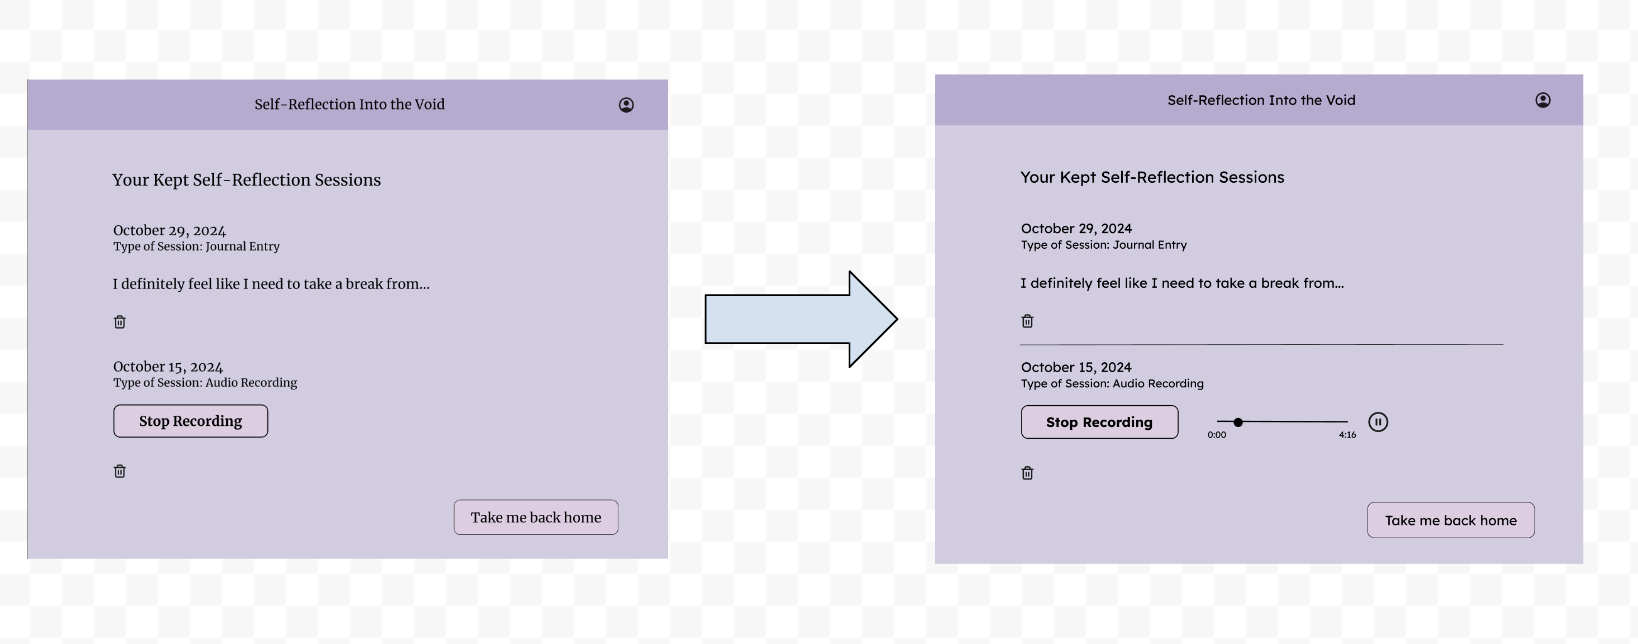 Self-Reflection Into the Void
Your Kept Self-Reflection Sessions
October 29, 2024
Type of Session: Journal Entry
I definitely feel like I need to take a break from...
October 15, 2024
Type of Session: Audio Recording
Stop Recording
Take me back home
Self-Reflection Into the Void
Your Kept Self-Reflection Sessions
October 29, 2024
Type of Session: Journal Entry
I definitely feel like I need to take a break from...
October 15, 2024
Type of Session: Audio Recording
Stop Recording
0:00 4:16
Take me back home